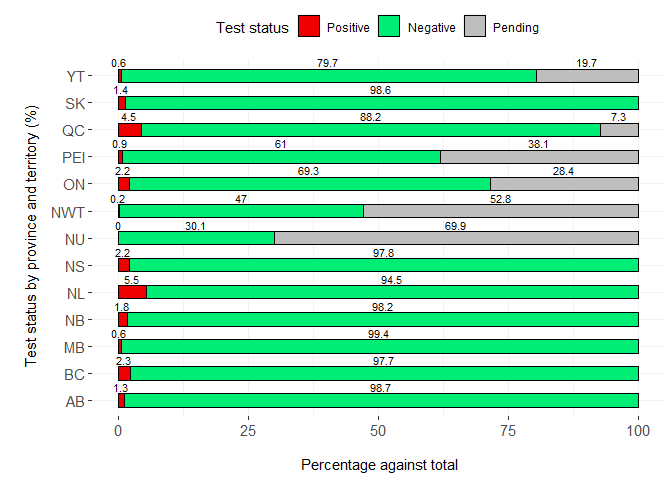 Test status Positive Negative Pending
0.6 79.7 19.7
YT
1.4 98.6
SK
4.5 88.2 7.3
QC
0.9 61 38.1
PEI
2.2 69.3 28.4
ON
0.2 47 52.8
NWT
0 30.1 69.9
NU
2.2 97.8
NS
5.5 94.5
NL
1.8 98.2
NB
0.6 99.4
MB
2.3 97.7
BC
1.3 98.7
AB
0 25 50 75 100
Percentage against total
Test status by province and territory (%)